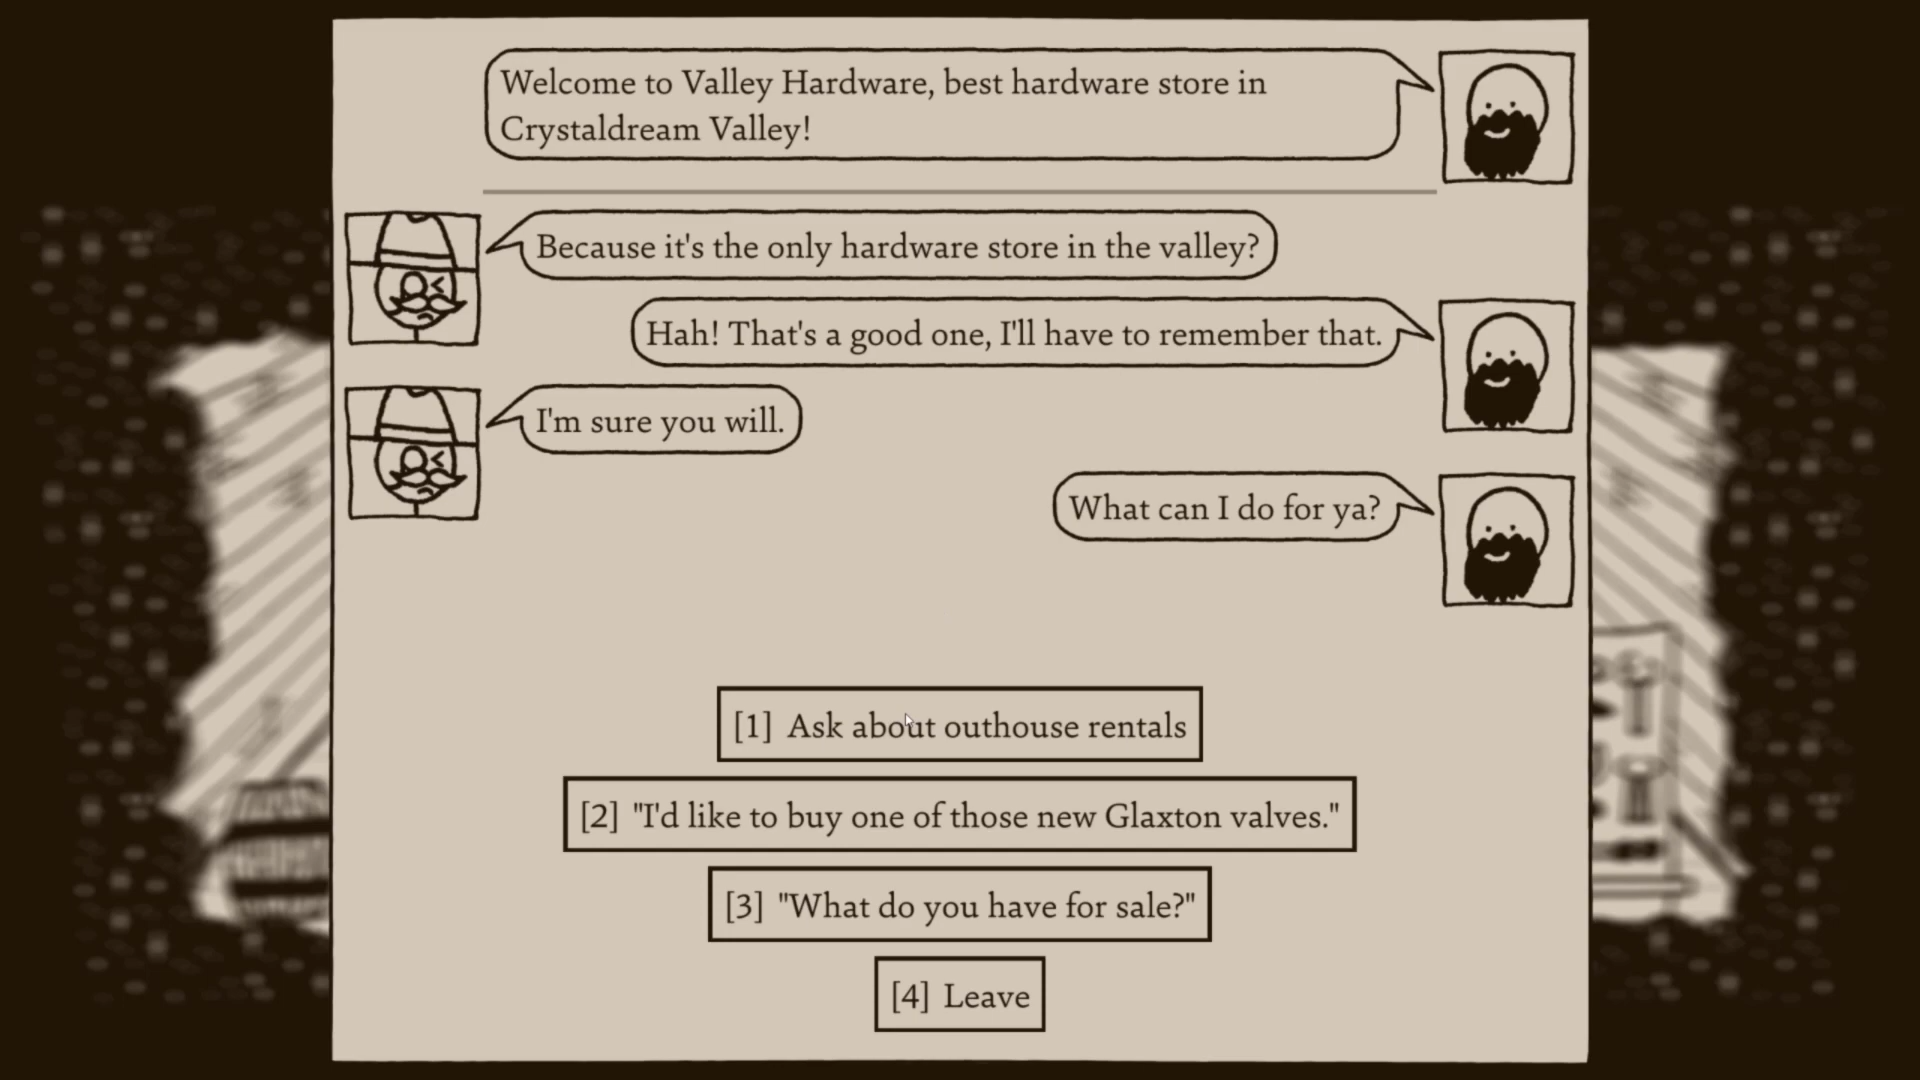 Welcome to Valley Hardware, best hardware store in
Crystaldream Valley!
Because it's the only hardware store in the valley?
Hah! That's a good one, I'll have to remember that.
I'm sure you will.
What can I do for ya?
[1] Ask about outhouse rentals
[2] "I'd like to buy one of those new Glaxton valves."
[3] "What do you have for sale?"
[4] Leave